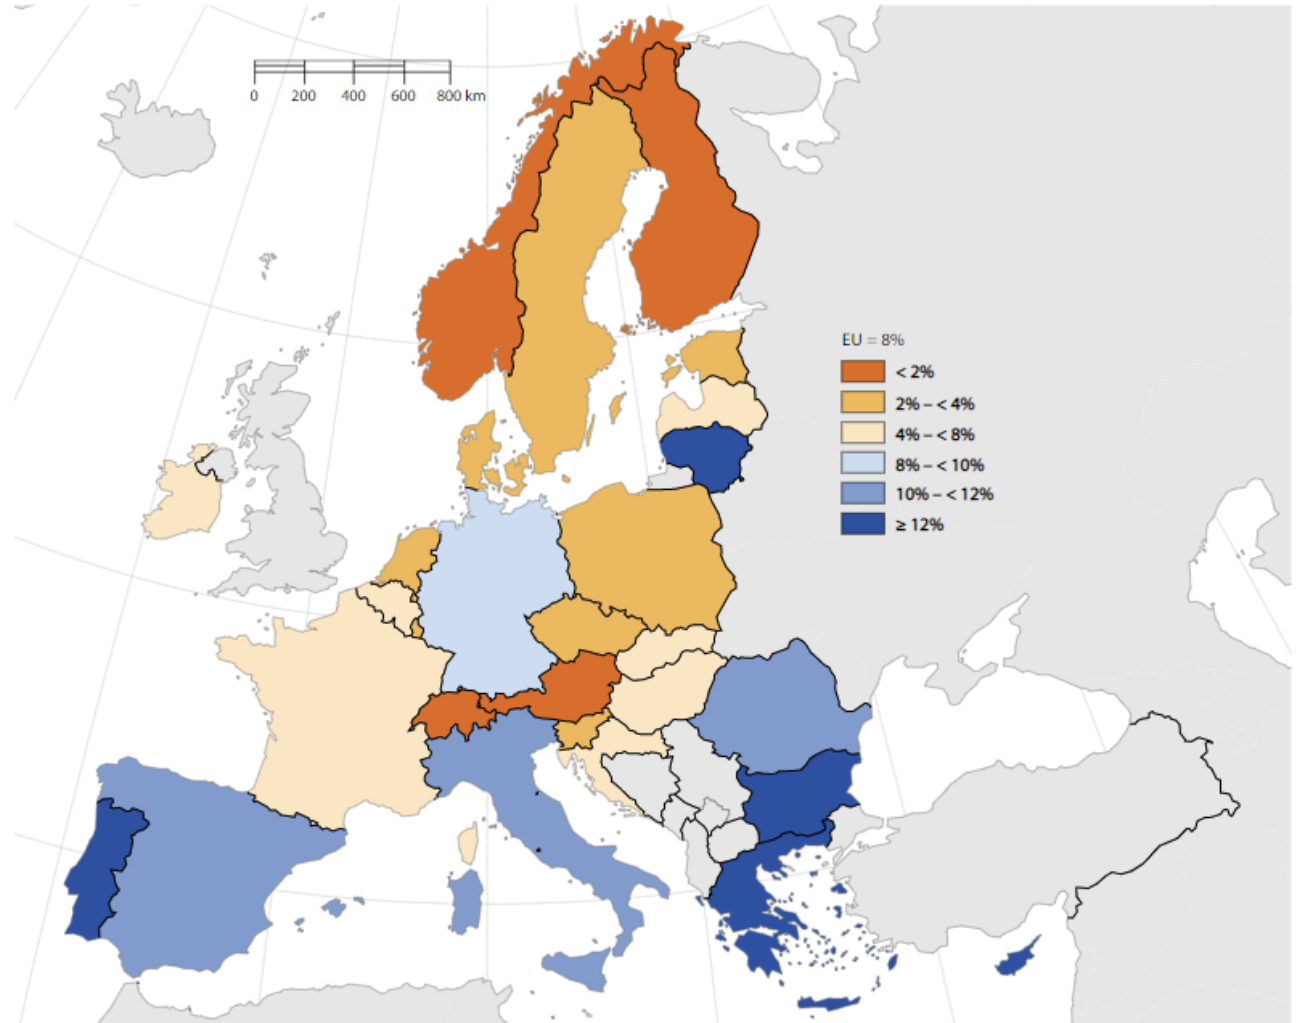 0 200 400 600 800 km
EU = 8%
< 2%
2% – < 4%
4% – < 8%
8% – < 10%
10% – < 12%
≥ 12%